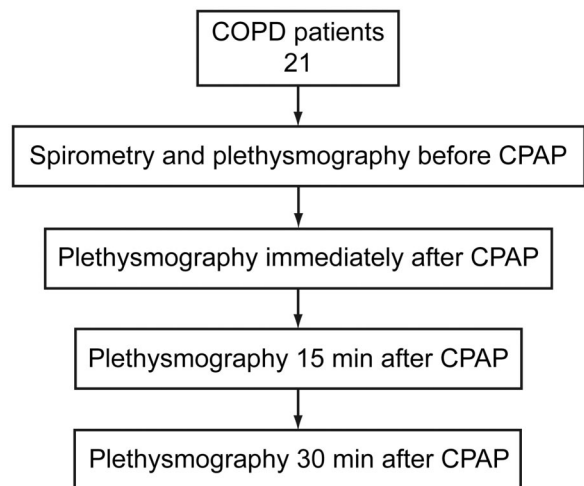 COPD patients
21
Spirometry and plethysmography before CPAP
Plethysmography immediately after CPAP
Plethysmography 15 min after CPAP
Plethysmography 30 min after CPAP